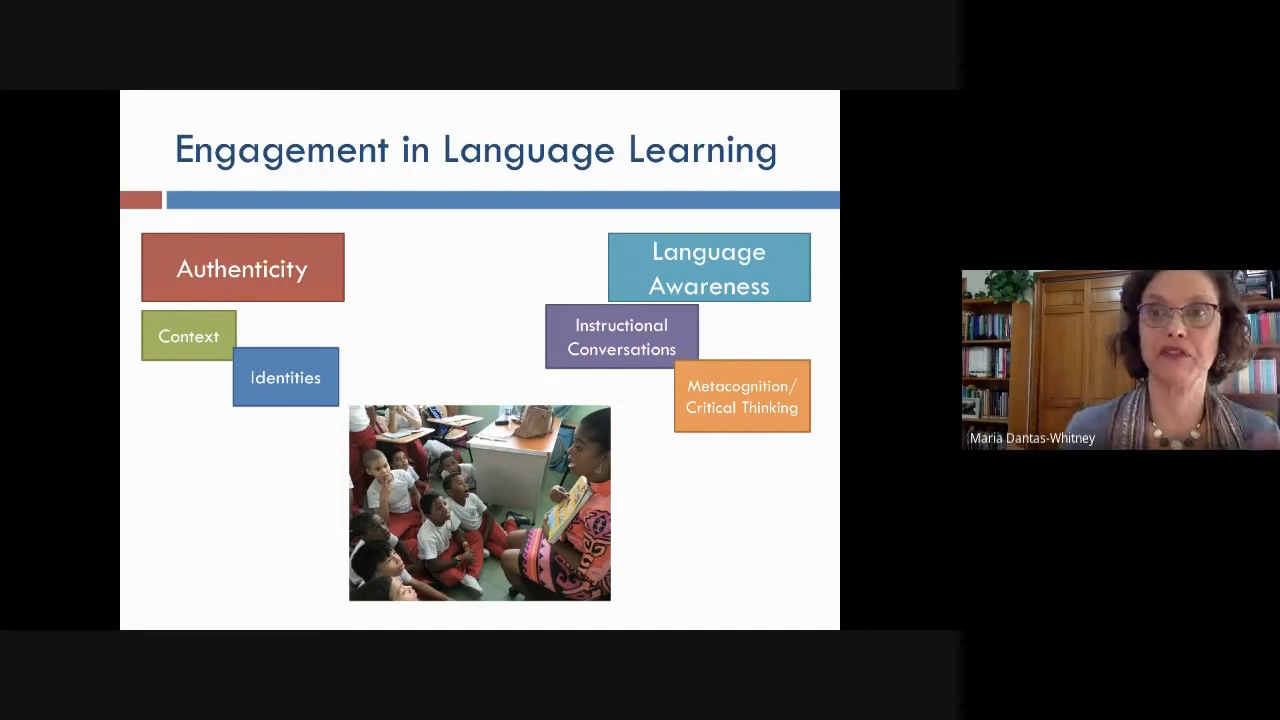 Engagement in Language Learning
Authenticity
Context
Identities
Language
Awareness
Instructional
Conversations
Metacognition/
Critical Thinking
Maria Dantas-Whitney